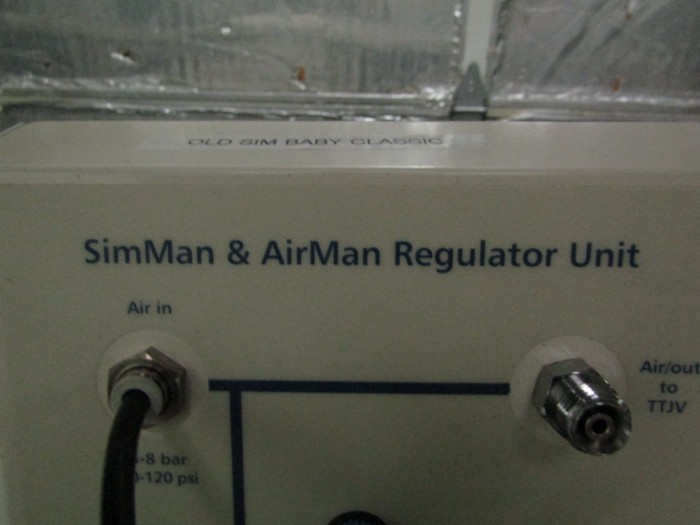 OLD SIM BABY CLASSIC
SimMan & AirMan Regulator Unit
Air in
Air/out
to
TTJV
-8 bar
-120 psi